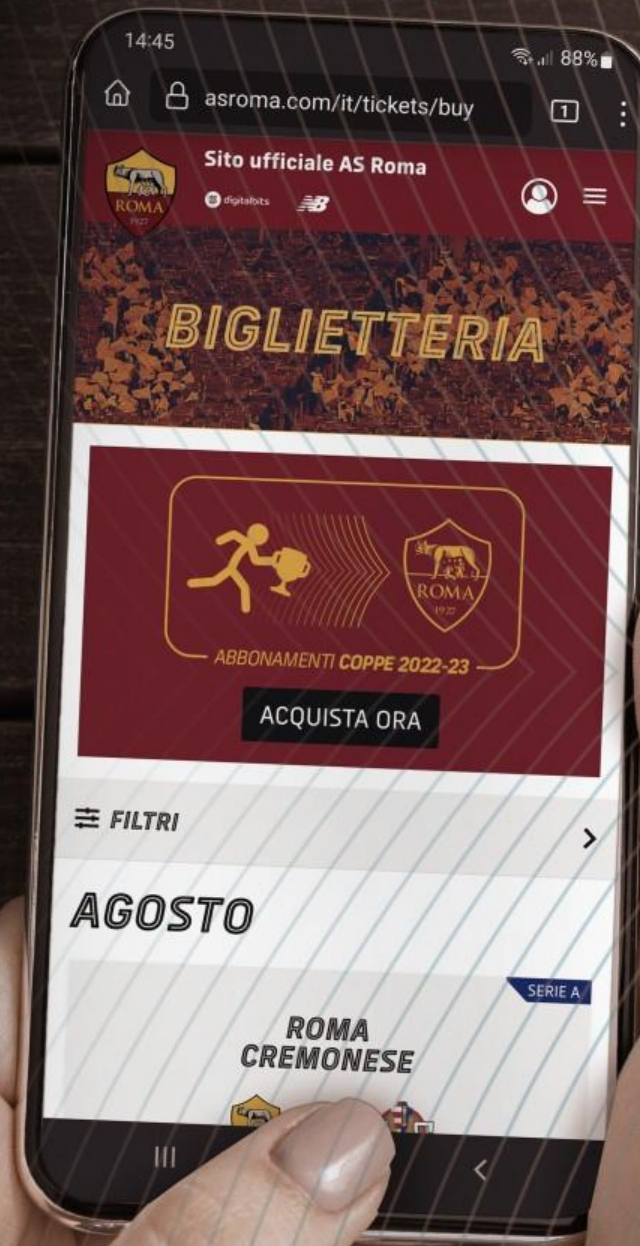 14:45
88%
asroma.com/it/tickets/buy
1
Sito ufficiale AS Roma
ROMA
1927
digitalbits
NB
BIGLIETTERIA
ROMA
1927
ABBONAMENTI COPPE 2022-23
ACQUISTA ORA
FILTRI
AGOSTO
SERIE A
ROMA
CREMONESE